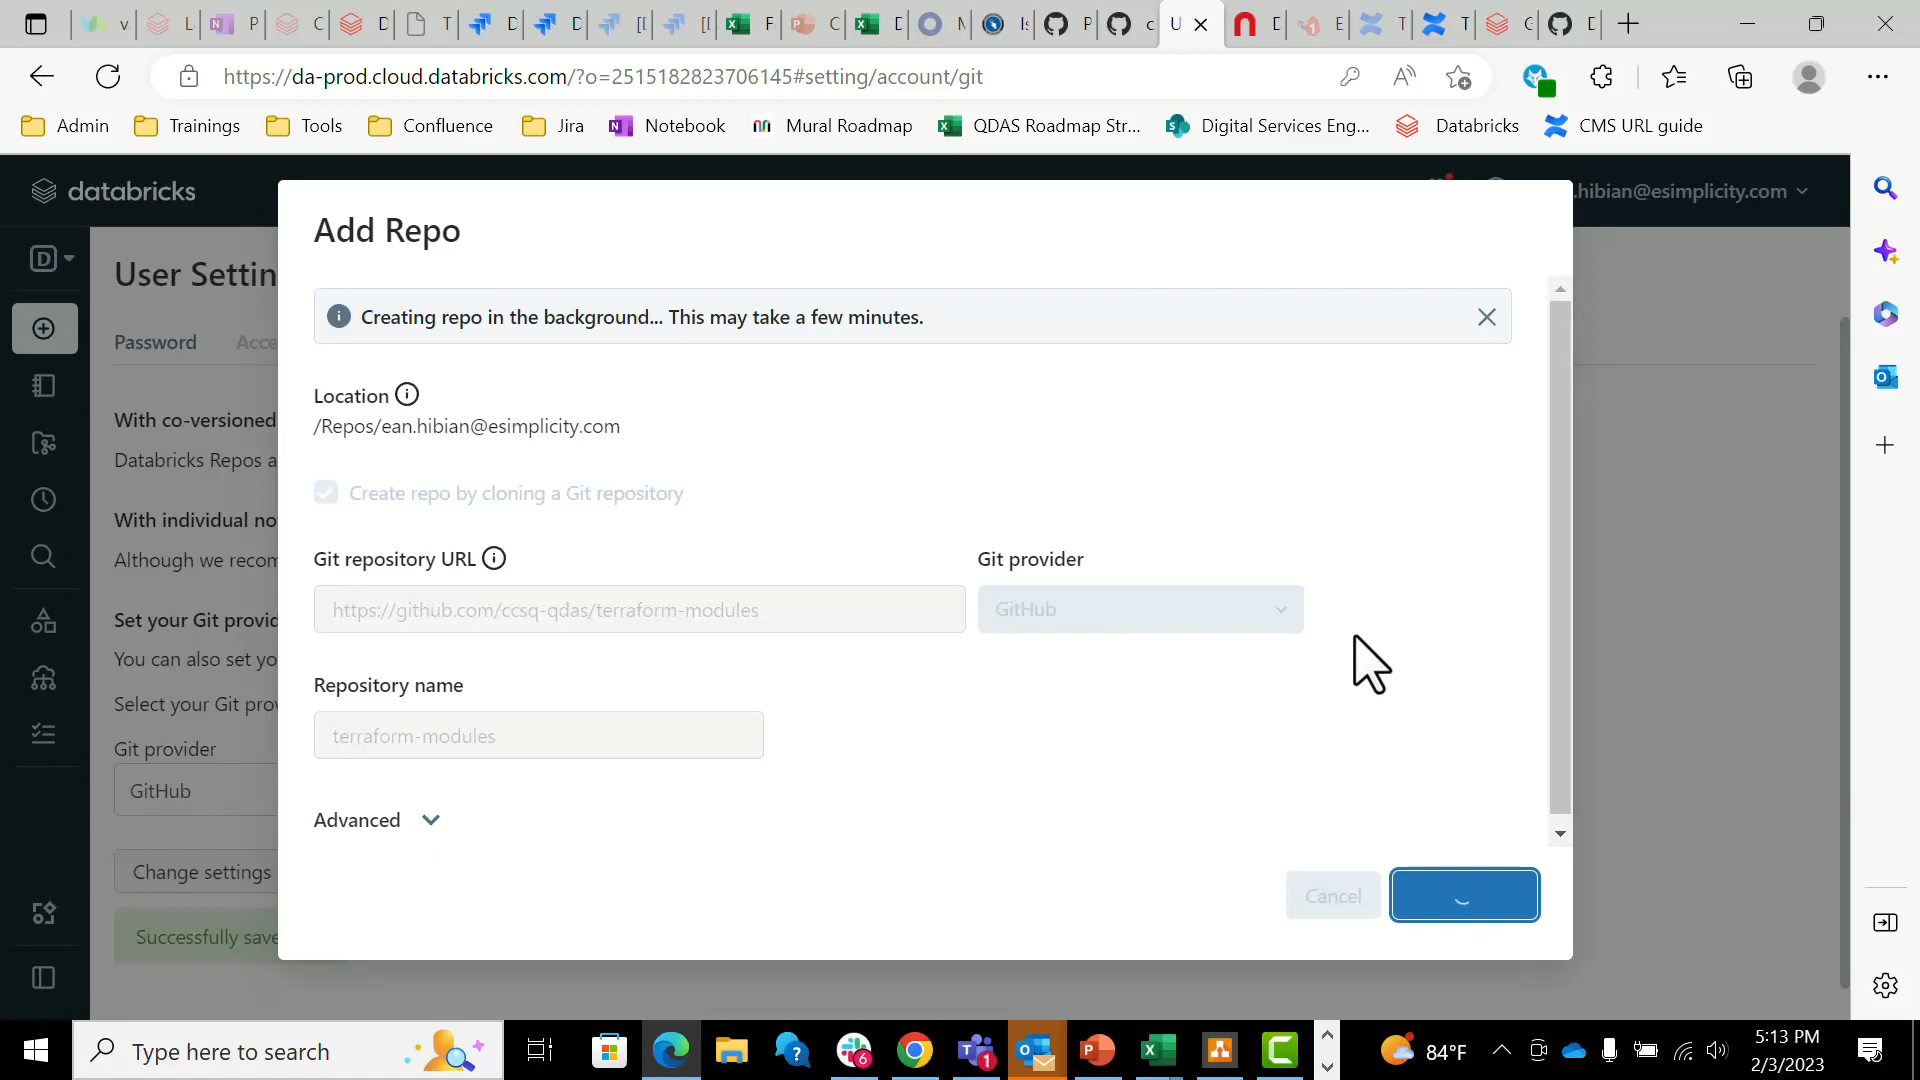 V
L
P
C
D
T
D
D
[[
[[
F
C
D
N
Is
P
c
U
D
E
T
T
G
D
https://da-prod.cloud.databricks.com/?o=2515182823706145#setting/account/git
Admin
Trainings
Tools
Confluence
Jira
Notebook
Mural Roadmap
QDAS Roadmap Str...
Digital Services Eng...
Databricks
CMS URL guide
databricks
.hibian@esimplicity.com
D
User Settin
Password
Acce
With co-versioned
Databricks Repos a
With individual no
Although we recom
Set your Git provid
You can also set yo
Select your Git prov
Git provider
GitHub
Change settings
Successfully save
Add Repo
Creating repo in the background... This may take a few minutes.
Location
/Repos/ean.hibian@esimplicity.com
Create repo by cloning a Git repository
Git repository URL
Git provider
https://github.com/ccsq-qdas/terraform-modules
GitHub
Repository name
terraform-modules
Advanced
Cancel
Type here to search
6
1
84°F
5:13 PM
2/3/2023